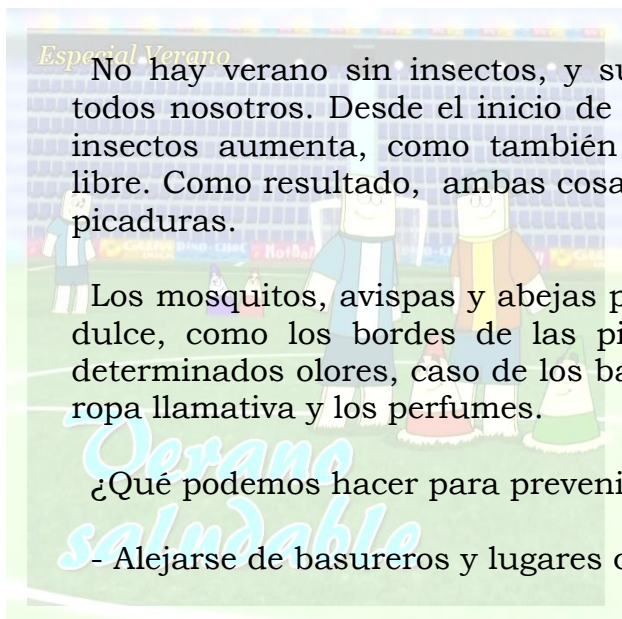 Especial Verano
No hay verano sin insectos, y su
todos nosotros. Desde el inicio de
insectos aumenta, como también
libre. Como resultado, ambas cosa
picaduras.
Los mosquitos, avispas y abejas p
dulce, como los bordes de las pi
determinados olores, caso de los ba
ropa llamativa y los perfumes.
Verano
saludable
¿Qué podemos hacer para preveni
- Alejarse de basureros y lugares